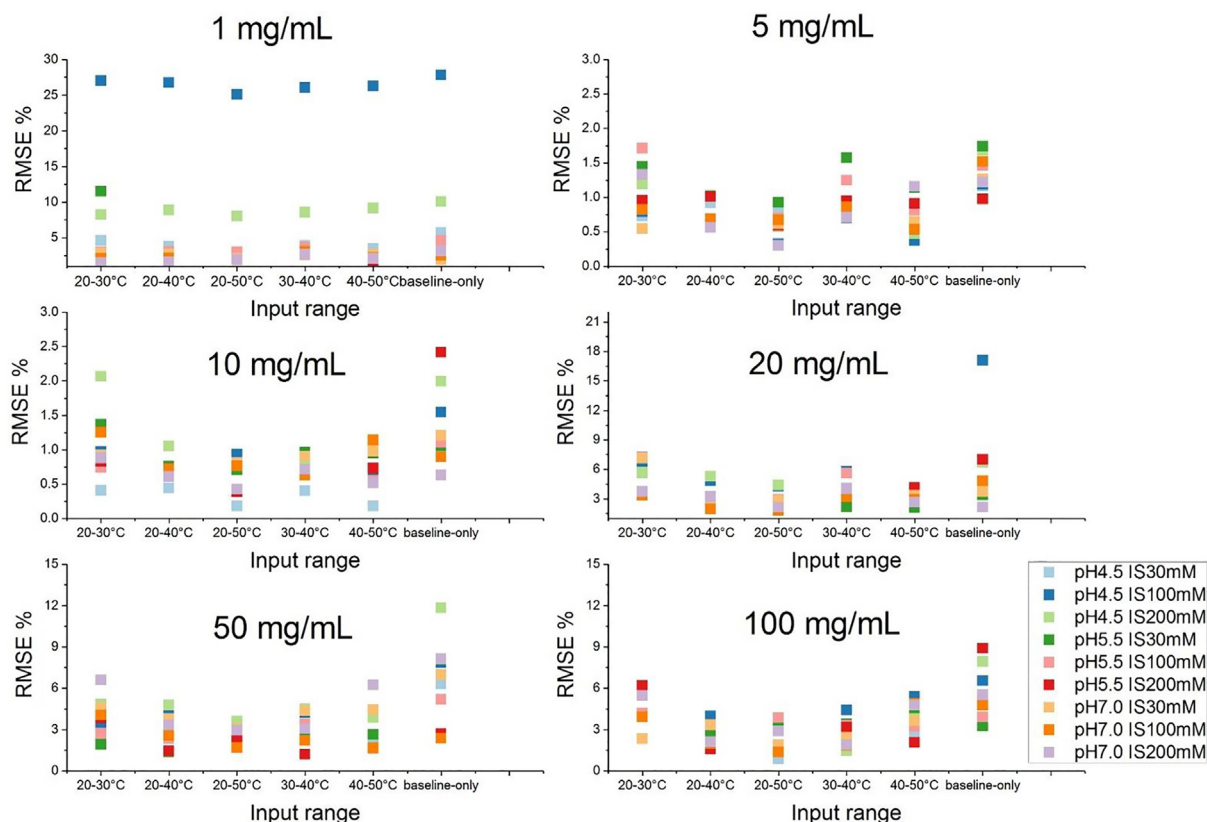 1 mg/mL
30
25
20
15
10
5
RMSE %
20-30°C 20-40°C 20-50°C 30-40°C 40-50°C baseline-only
Input range
5 mg/mL
3.0
2.5
2.0
1.5
1.0
0.5
0.0
RMSE %
20-30°C 20-40°C 20-50°C 30-40°C 40-50°C baseline-only
Input range
10 mg/mL
3.0
2.5
2.0
1.5
1.0
0.5
0.0
RMSE %
20-30°C 20-40°C 20-50°C 30-40°C 40-50°C baseline-only
Input range
20 mg/mL
21
18
15
12
9
6
3
RMSE %
20-30°C 20-40°C 20-50°C 30-40°C 40-50°C baseline-only
Input range
50 mg/mL
15
12
9
6
3
0
RMSE %
20-30°C 20-40°C 20-50°C 30-40°C 40-50°C baseline-only
Input range
100 mg/mL
15
12
9
6
3
0
RMSE %
20-30°C 20-40°C 20-50°C 30-40°C 40-50°C baseline-only
Input range
pH4.5 IS30mM
pH4.5 IS100mM
pH4.5 IS200mM
pH5.5 IS30mM
pH5.5 IS100mM
pH5.5 IS200mM
pH7.0 IS30mM
pH7.0 IS100mM
pH7.0 IS200mM